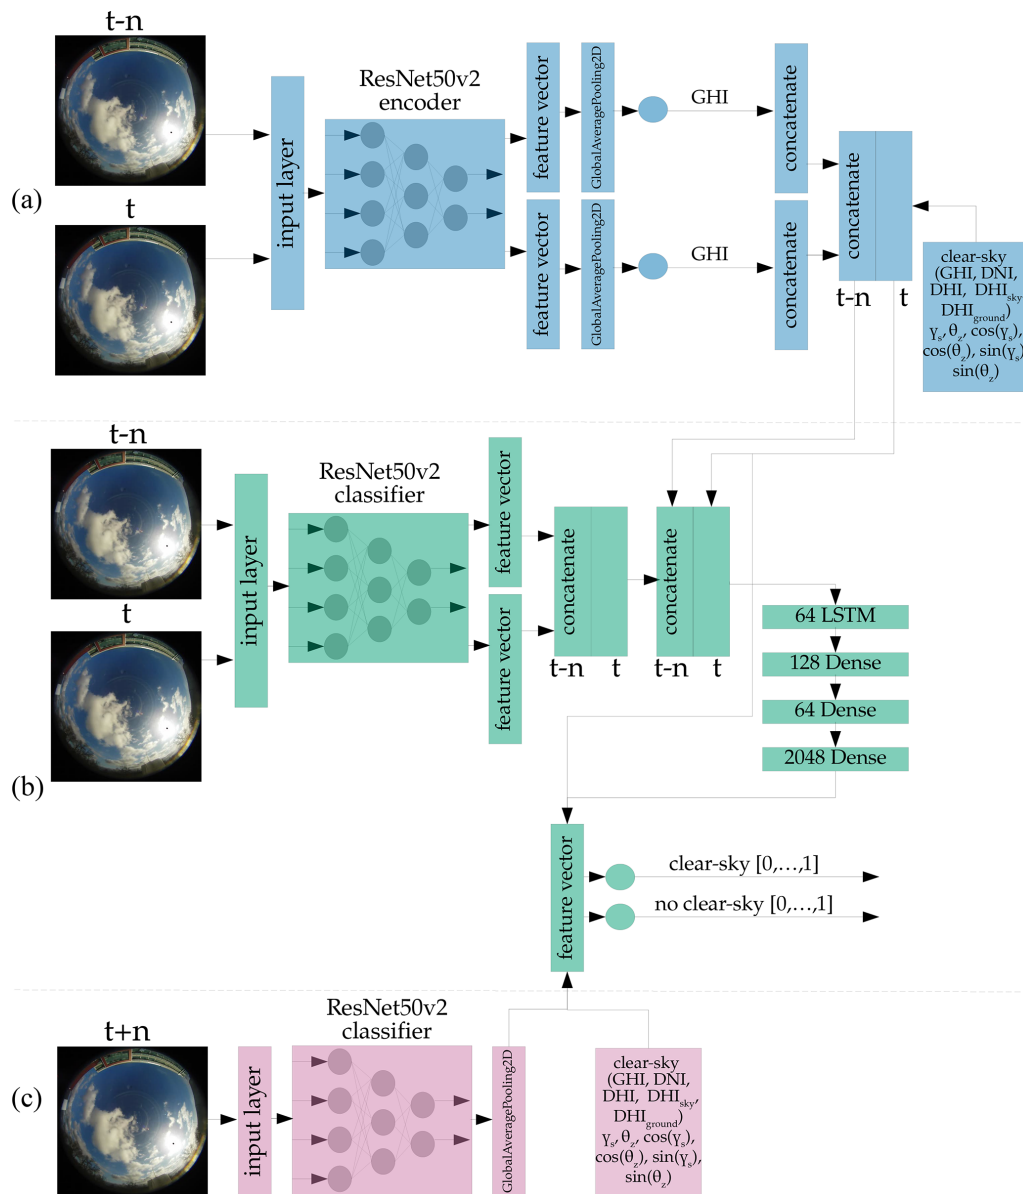 t-n
ResNet50v2
encoder
input layer
feature vector
GlobalAveragePooling2D
GHI
concatenate
(a)
t
feature vector
GlobalAveragePooling2D
GHI
concatenate
concatenate
t-n
t
clear-sky
(GHI, DNI,
DHI, DHIsky
DHIground)
γs, θz, cos(γs),
cos(θz), sin(γs)
sin(θz)
t-n
ResNet50v2
classifier
input layer
feature vector
concatenate
t-n
t
concatenate
t-n
t
t
feature vector
64 LSTM
128 Dense
64 Dense
2048 Dense
(b)
feature vector
clear-sky [0,...,1]
no clear-sky [0,...,1]
ResNet50v2
classifier
t+n
(c)
input layer
GlobalAveragePooling2D
clear-sky
(GHI, DNI,
DHI, DHIsky,
DHIground)
γs, θz, cos(γs),
cos(θz), sin(γs),
sin(θz)